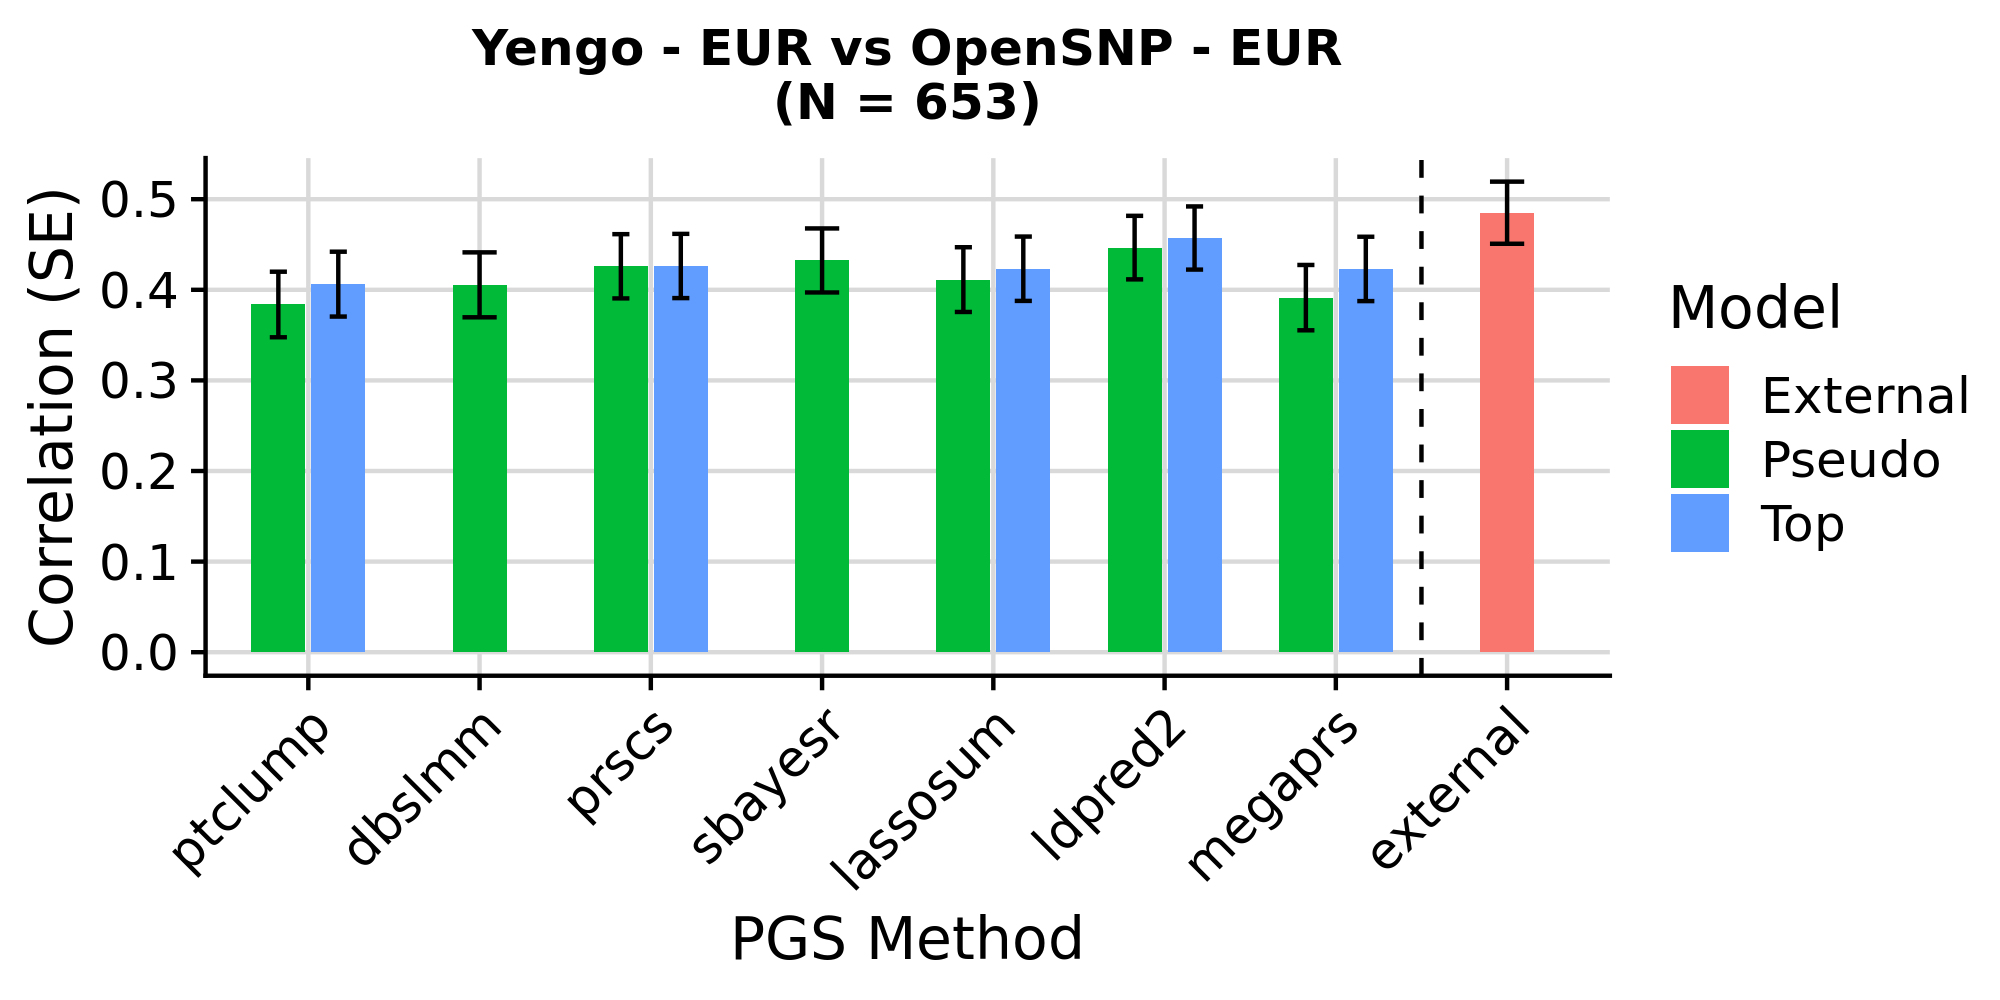 Yengo - EUR vs OpenSNP - EUR
(N = 653)
Correlation (SE)
0.5
0.4
0.3
0.2
0.1
0.0
ptclump
dbslmm
prscs
sbayesr
lassosum
ldpred2
megaprs
external
PGS Method
Model
External
Pseudo
Top